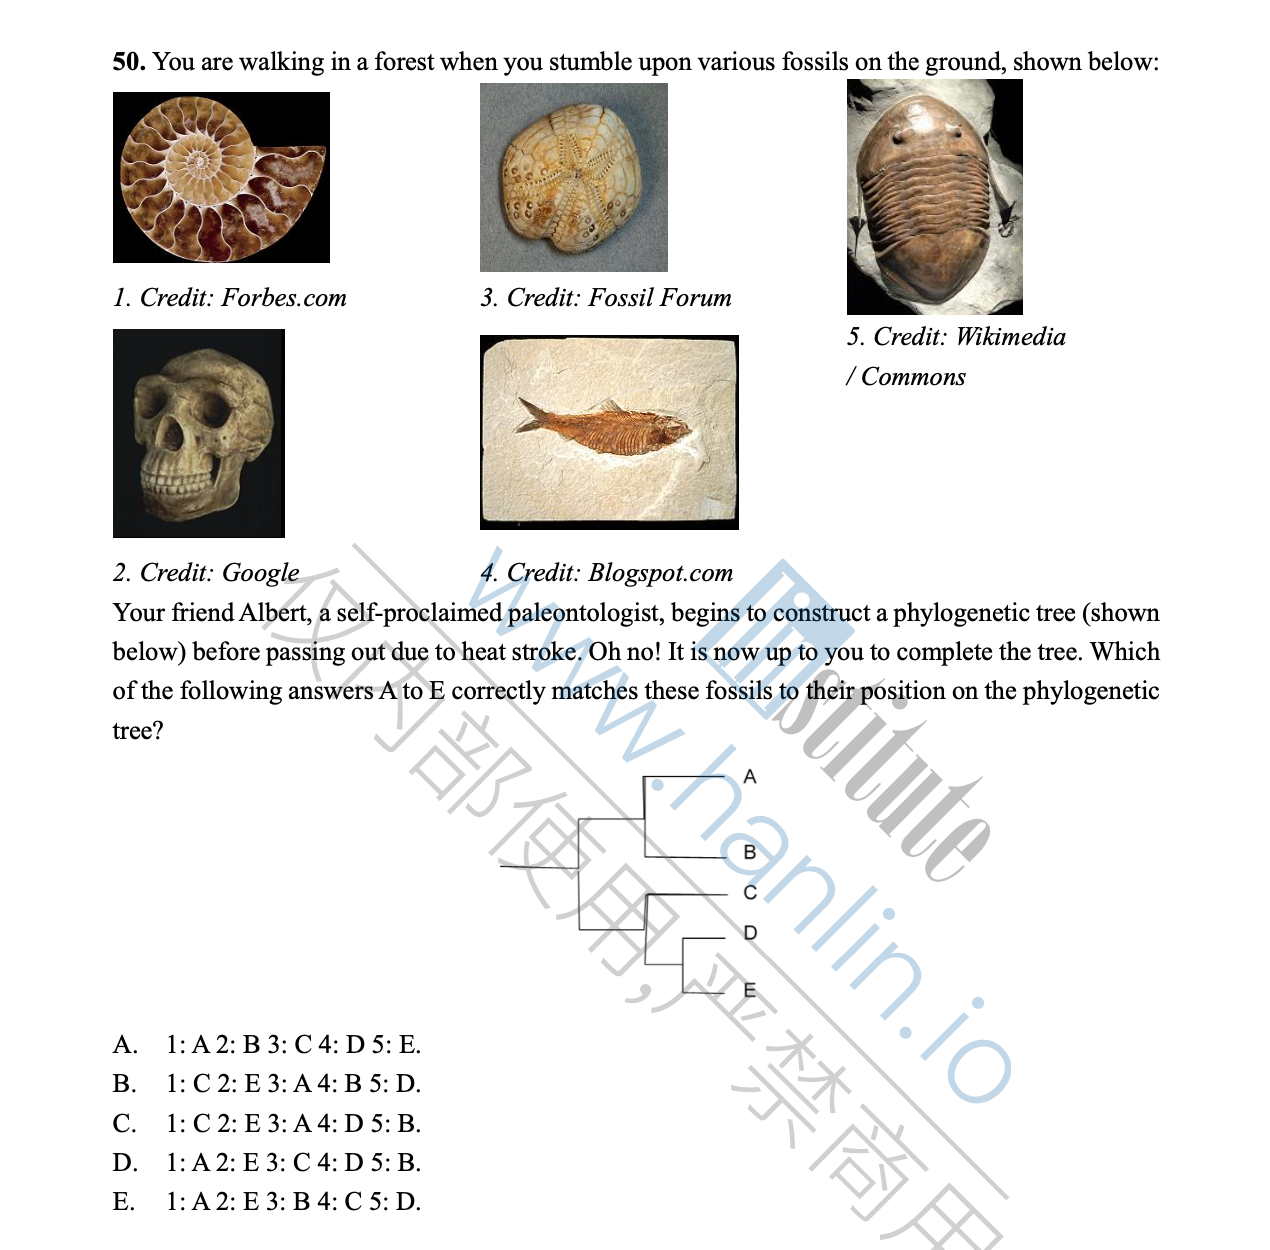 50. You are walking in a forest when you stumble upon various fossils on the ground, shown below:
1. Credit: Forbes.com
3. Credit: Fossil Forum
5. Credit: Wikimedia
/ Commons
2. Credit: Google
4. Credit: Blogspot.com
Your friend Albert, a self-proclaimed paleontologist, begins to construct a phylogenetic tree (shown
below) before passing out due to heat stroke. Oh no! It is now up to you to complete the tree. Which
of the following answers A to E correctly matches these fossils to their position on the phylogenetic
tree?
A
B
C
D
E
A. 1: A 2: B 3: C 4: D 5: E.
B. 1: C 2: E 3: A 4: B 5: D.
C. 1: C 2: E 3: A 4: D 5: B.
D. 1: A 2: E 3: C 4: D 5: B.
E. 1: A 2: E 3: B 4: C 5: D.
www.hanlin.io
仅内部使用,严禁商用